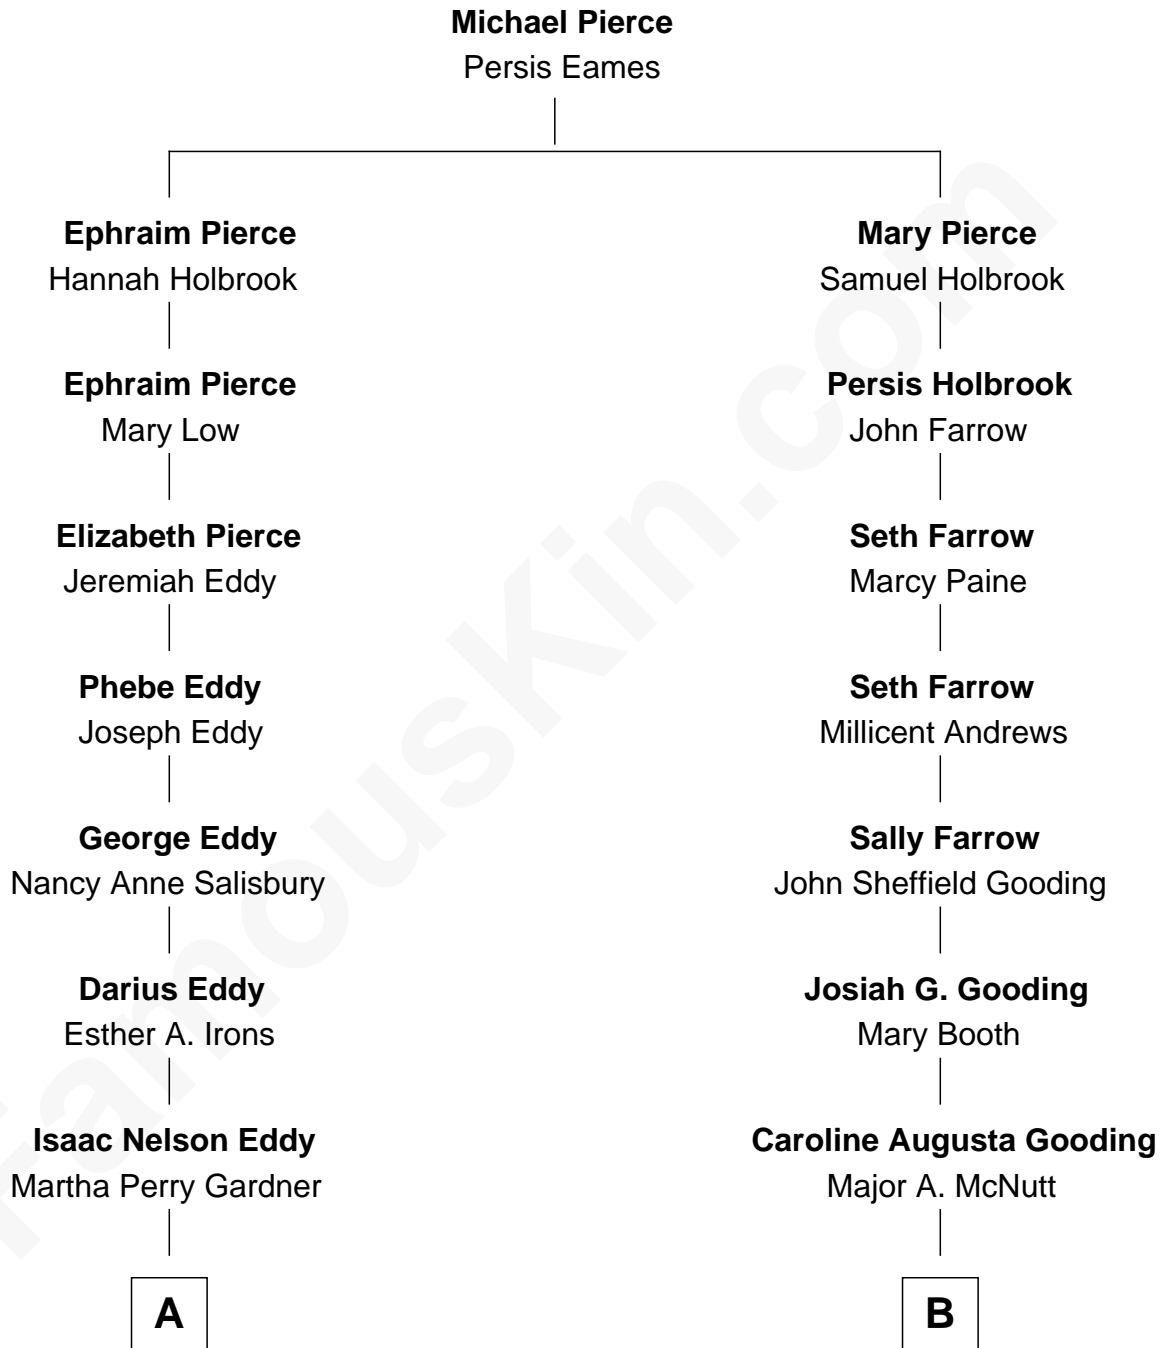 Michael Pierce
Persis Eames
Ephraim Pierce
Hannah Holbrook
Mary Pierce
Samuel Holbrook
Ephraim Pierce
Mary Low
Persis Holbrook
John Farrow
Elizabeth Pierce
Jeremiah Eddy
Seth Farrow
Marcy Paine
Phebe Eddy
Joseph Eddy
Seth Farrow
Millicent Andrews
George Eddy
Nancy Anne Salisbury
Sally Farrow
John Sheffield Gooding
Darius Eddy
Esther A. Irons
Josiah G. Gooding
Mary Booth
Isaac Nelson Eddy
Martha Perry Gardner
Caroline Augusta Gooding
Major A. McNutt
A
B
FamousKin.com